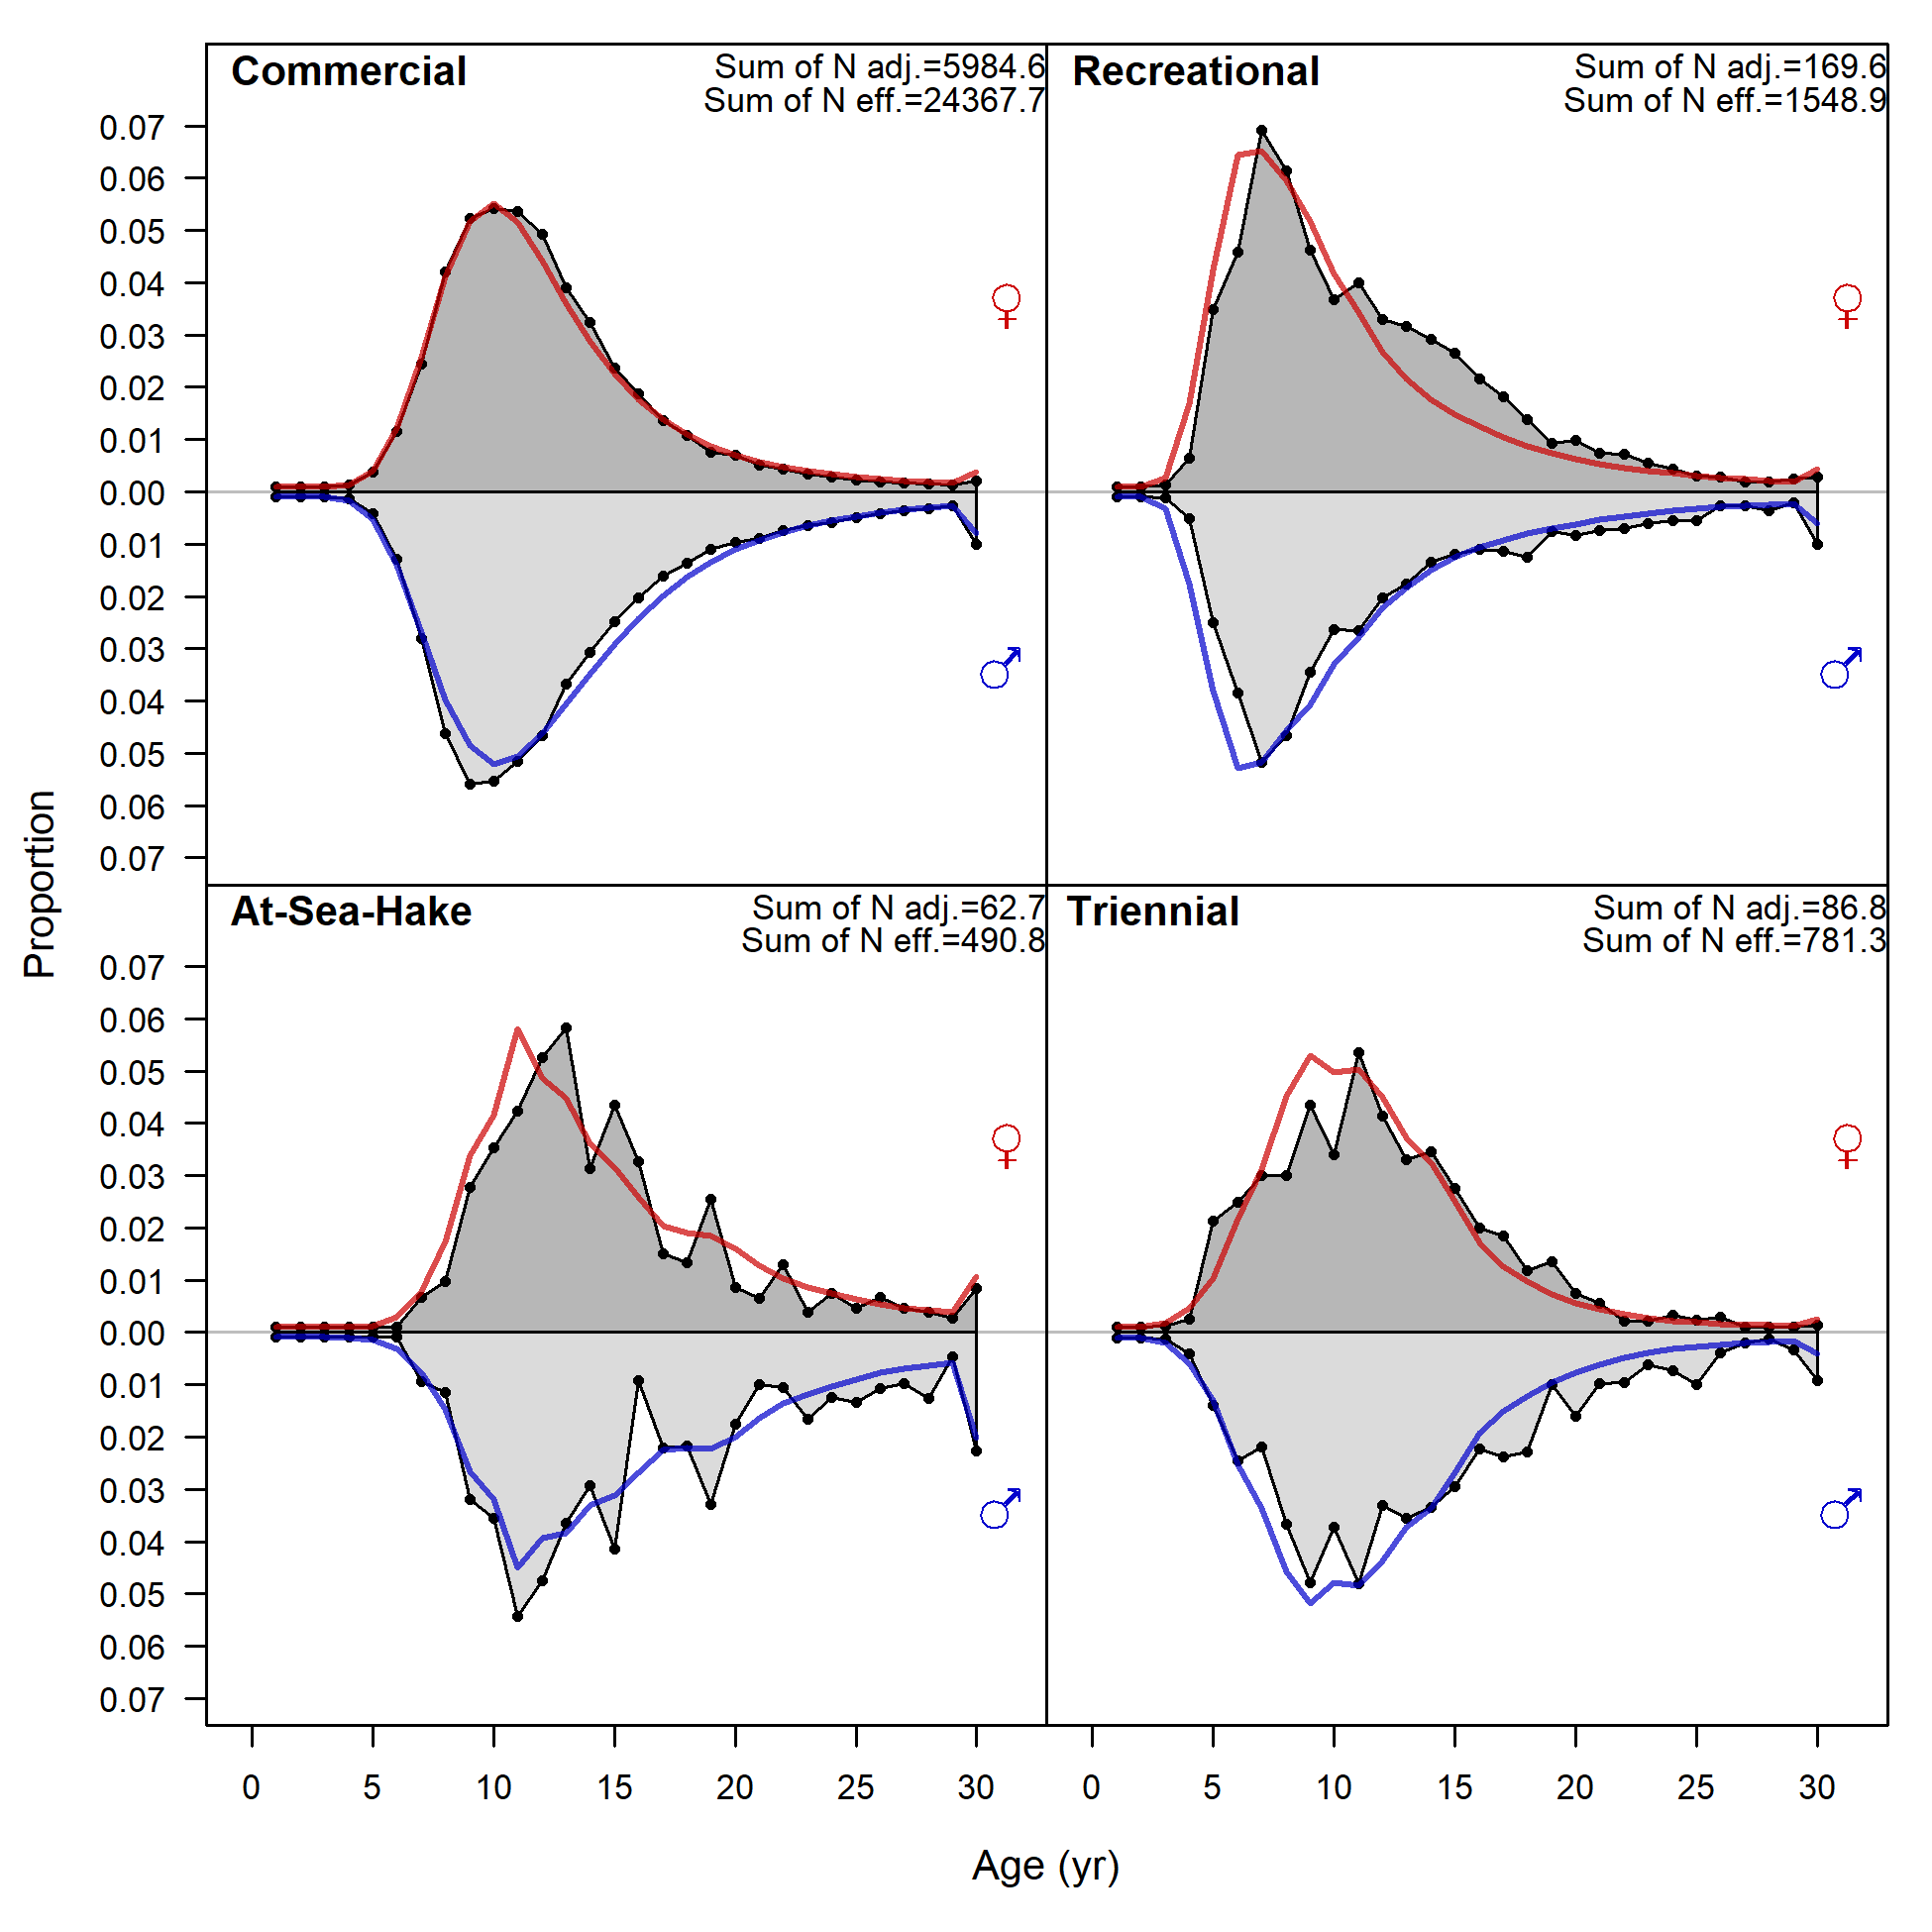 Commercial
Sum of N adj.=5984.6
Sum of N eff.=24367.7
Recreational
Sum of N adj.=169.6
Sum of N eff.=1548.9
0.07
0.06
0.05
0.04
0.03
0.02
0.01
0.00
0.01
0.02
0.03
0.04
0.05
0.06
0.07
♀
♂
♀
♂
Proportion
At-Sea-Hake
Sum of N adj.=62.7
Sum of N eff.=490.8
Triennial
Sum of N adj.=86.8
Sum of N eff.=781.3
0.07
0.06
0.05
0.04
0.03
0.02
0.01
0.00
0.01
0.02
0.03
0.04
0.05
0.06
0.07
♀
♂
♀
♂
0 5 10 15 20 25 30
0 5 10 15 20 25 30
Age (yr)